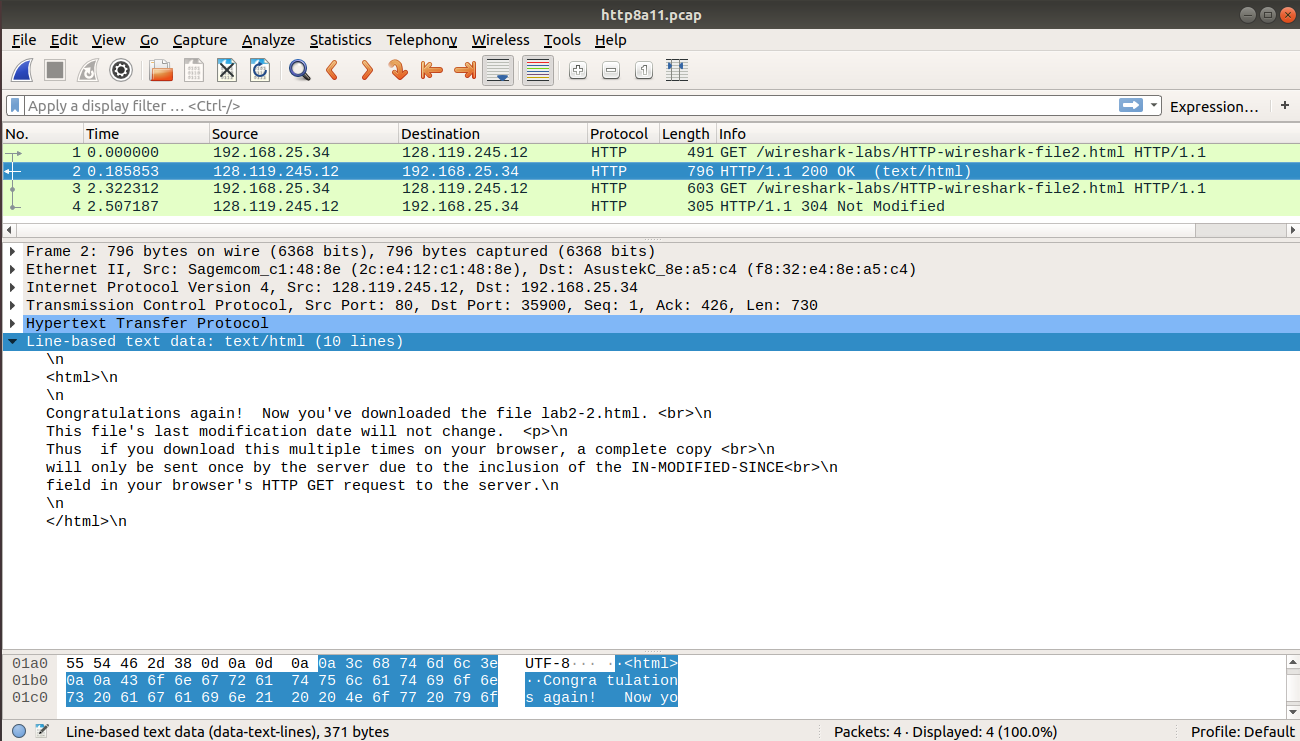 http8a11.pcap
File Edit View Go Capture Analyze Statistics Telephony Wireless Tools Help
Apply a display filter … <Ctrl-/> Expression… +
No. Time Source Destination Protocol Length Info
1 0.000000 192.168.25.34 128.119.245.12 HTTP 491 GET /wireshark-labs/HTTP-wireshark-file2.html HTTP/1.1
2 0.185853 128.119.245.12 192.168.25.34 HTTP 796 HTTP/1.1 200 OK  (text/html)
3 2.322312 192.168.25.34 128.119.245.12 HTTP 603 GET /wireshark-labs/HTTP-wireshark-file2.html HTTP/1.1
4 2.507187 128.119.245.12 192.168.25.34 HTTP 305 HTTP/1.1 304 Not Modified
Frame 2: 796 bytes on wire (6368 bits), 796 bytes captured (6368 bits)
Ethernet II, Src: Sagemcom_c1:48:8e (2c:e4:12:c1:48:8e), Dst: AsustekC_8e:a5:c4 (f8:32:e4:8e:a5:c4)
Internet Protocol Version 4, Src: 128.119.245.12, Dst: 192.168.25.34
Transmission Control Protocol, Src Port: 80, Dst Port: 35900, Seq: 1, Ack: 426, Len: 730
Hypertext Transfer Protocol
Line-based text data: text/html (10 lines)
\n
<html>\n
\n
Congratulations again!  Now you've downloaded the file lab2-2.html. <br>\n
This file's last modification date will not change.  <p>\n
Thus  if you download this multiple times on your browser, a complete copy <br>\n
will only be sent once by the server due to the inclusion of the IN-MODIFIED-SINCE<br>\n
field in your browser's HTTP GET request to the server.\n
\n
</html>\n
01a0 55 54 46 2d 38 0d 0a 0d 0a 0a 3c 68 74 6d 6c 3e UTF-8··· ··<html>
01b0 0a 0a 43 6f 6e 67 72 61 74 75 6c 61 74 69 6f 6e ··Congra tulation
01c0 73 20 61 67 61 69 6e 21 20 20 4e 6f 77 20 79 6f s again!   Now yo
Line-based text data (data-text-lines), 371 bytes Packets: 4 · Displayed: 4 (100.0%) Profile: Default